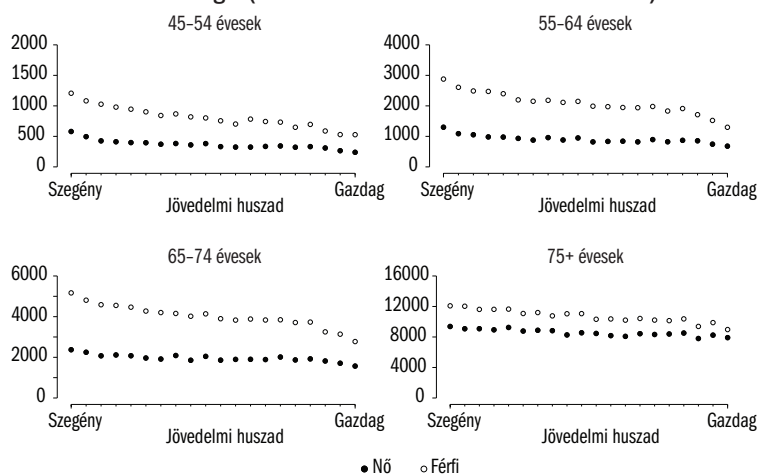 45–54 évesek
2000
1500
1000
500
0
Szegény Gazdag
Jövedelmi huszad
55–64 évesek
4000
3000
2000
1000
0
Szegény Gazdag
Jövedelmi huszad
65–74 évesek
6000
4000
2000
0
Szegény Gazdag
Jövedelmi huszad
75+ évesek
16000
12000
8000
4000
0
Szegény Gazdag
Jövedelmi huszad
Nő Férfi